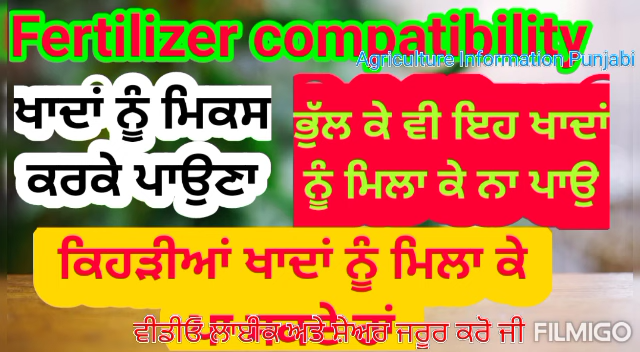 Fertilizer compatibility
Agriculture Information Punjabi
ਖਾਦਾਂ ਨੂੰ ਮਿਕਸ
ਕਰਕੇ ਪਾਉਣਾ
ਭੁੱਲ ਕੇ ਵੀ ਇਹ ਖਾਦਾਂ
ਨੂੰ ਮਿਲਾ ਕੇ ਨਾ ਪਾਉ
ਕਿਹੜੀਆਂ ਖਾਦਾਂ ਨੂੰ ਮਿਲਾ ਕੇ
ਵੀਡੀਓ ਲਾਈਕ ਅਤੇ ਸ਼ੇਅਰ ਜਰੂਰ ਕਰੋ ਜੀ
FILMIGO